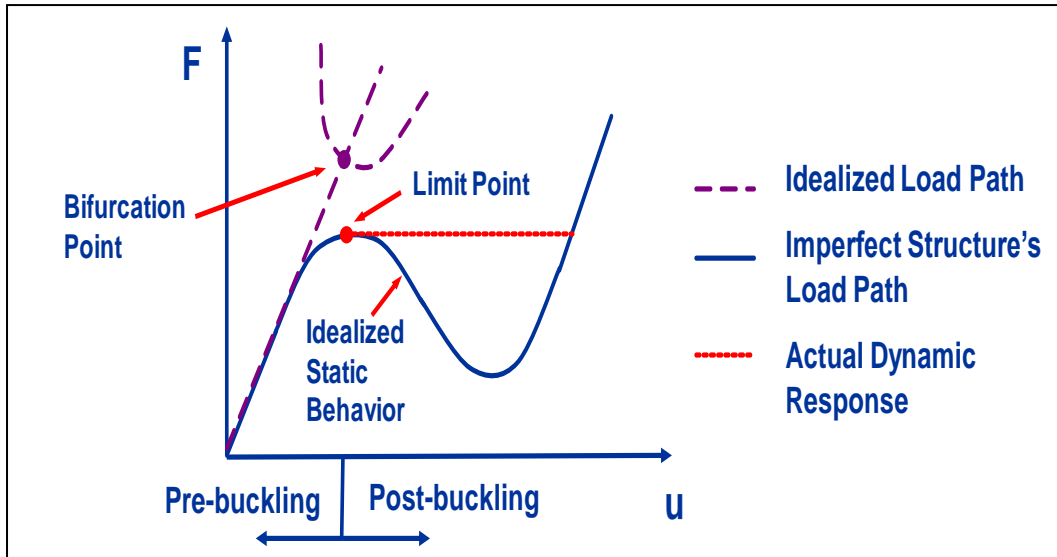 F
Bifurcation
Point
Limit Point
Idealized
Static
Behavior
Pre-buckling
Post-buckling
u
Idealized Load Path
Imperfect Structure's
Load Path
Actual Dynamic
Response